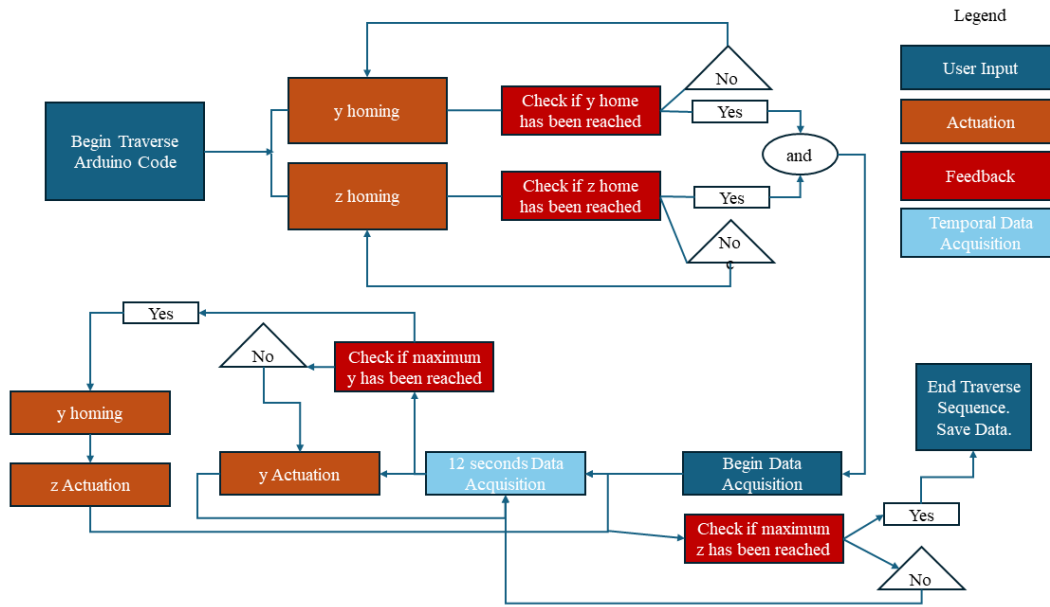 Legend
User Input
Actuation
Feedback
Temporal Data
Acquisition
Begin Traverse
Arduino Code
y homing
Check if y home
has been reached
No
Yes
and
z homing
Check if z home
has been reached
Yes
No
Yes
No
Check if maximum
y has been reached
y homing
z Actuation
y Actuation
12 seconds Data
Acquisition
Begin Data
Acquisition
Check if maximum
z has been reached
Yes
No
End Traverse
Sequence.
Save Data.